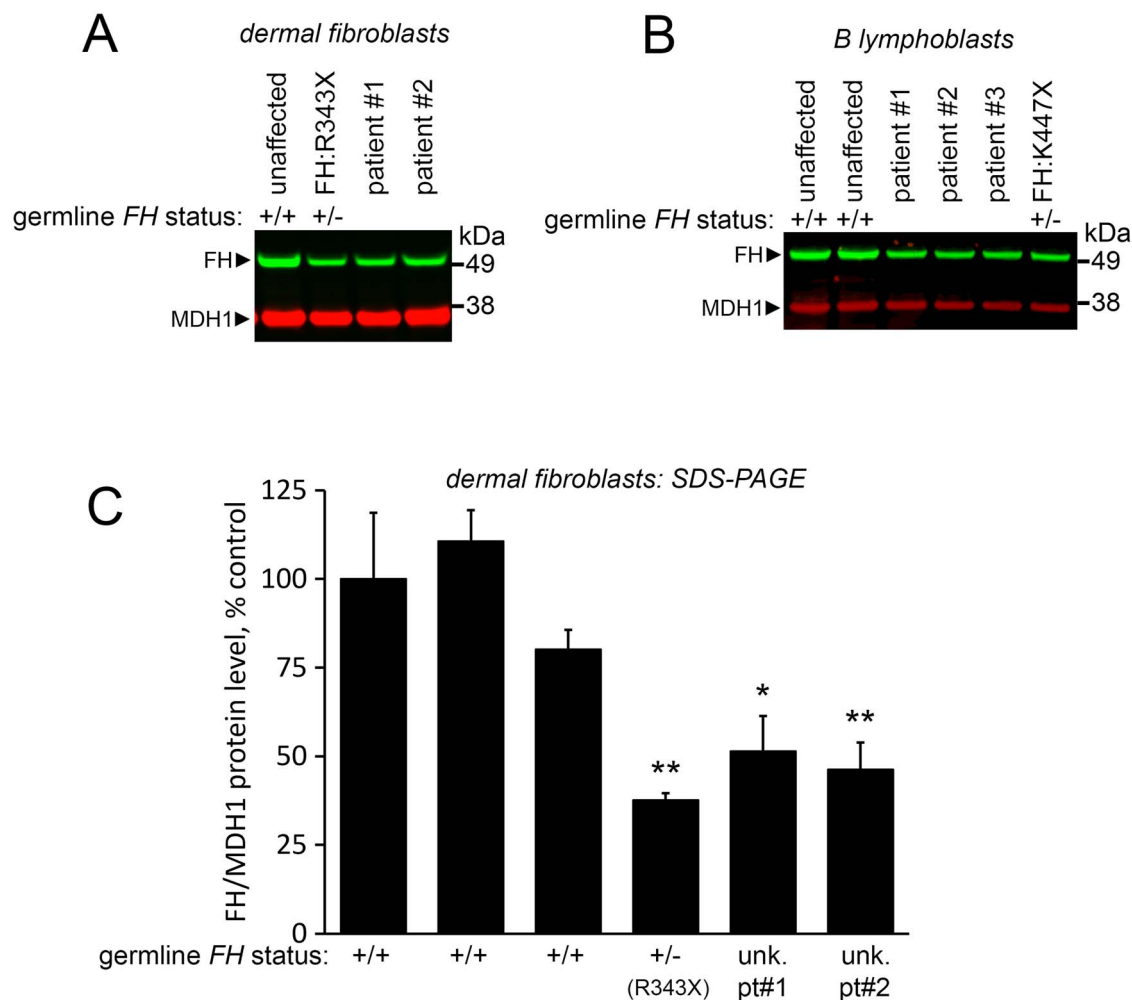 A
dermal fibroblasts
unaffected
FH:R343X
patient #1
patient #2
germline FH status: +/+ +/-
kDa
FH►
49
38
MDH1►
B
B lymphoblasts
unaffected
unaffected
patient #1
patient #2
patient #3
FH:K447X
germline FH status: +/+ +/+ +/-
kDa
FH►
49
38
MDH1►
C
dermal fibroblasts: SDS-PAGE
FH/MDH1 protein level, % control
125
100
75
50
25
0
**
*
**
germline FH status: +/+ +/+ +/+ +/- unk. unk.
(R343X) pt#1 pt#2